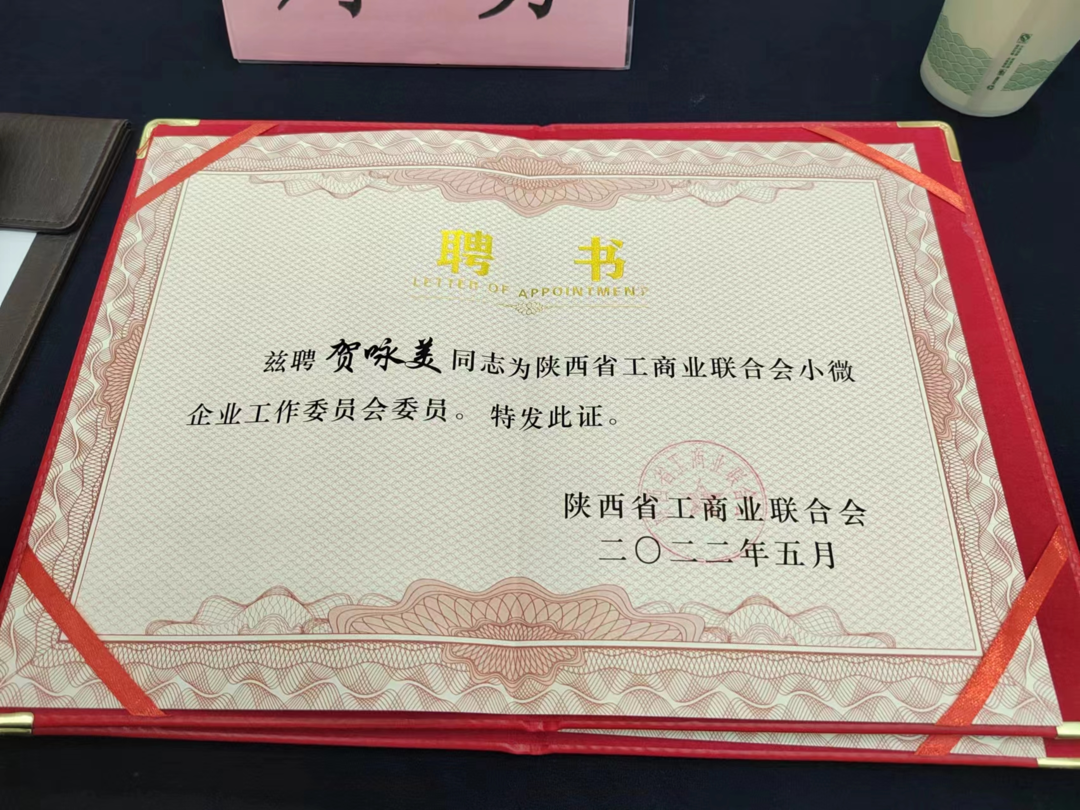 聘书
LETTER OF APPOINTMENT
兹聘贺咏美同志为陕西省工商业联合会小微
企业工作委员会委员。特发此证。
陕西省工商业联合会
二〇二二年五月